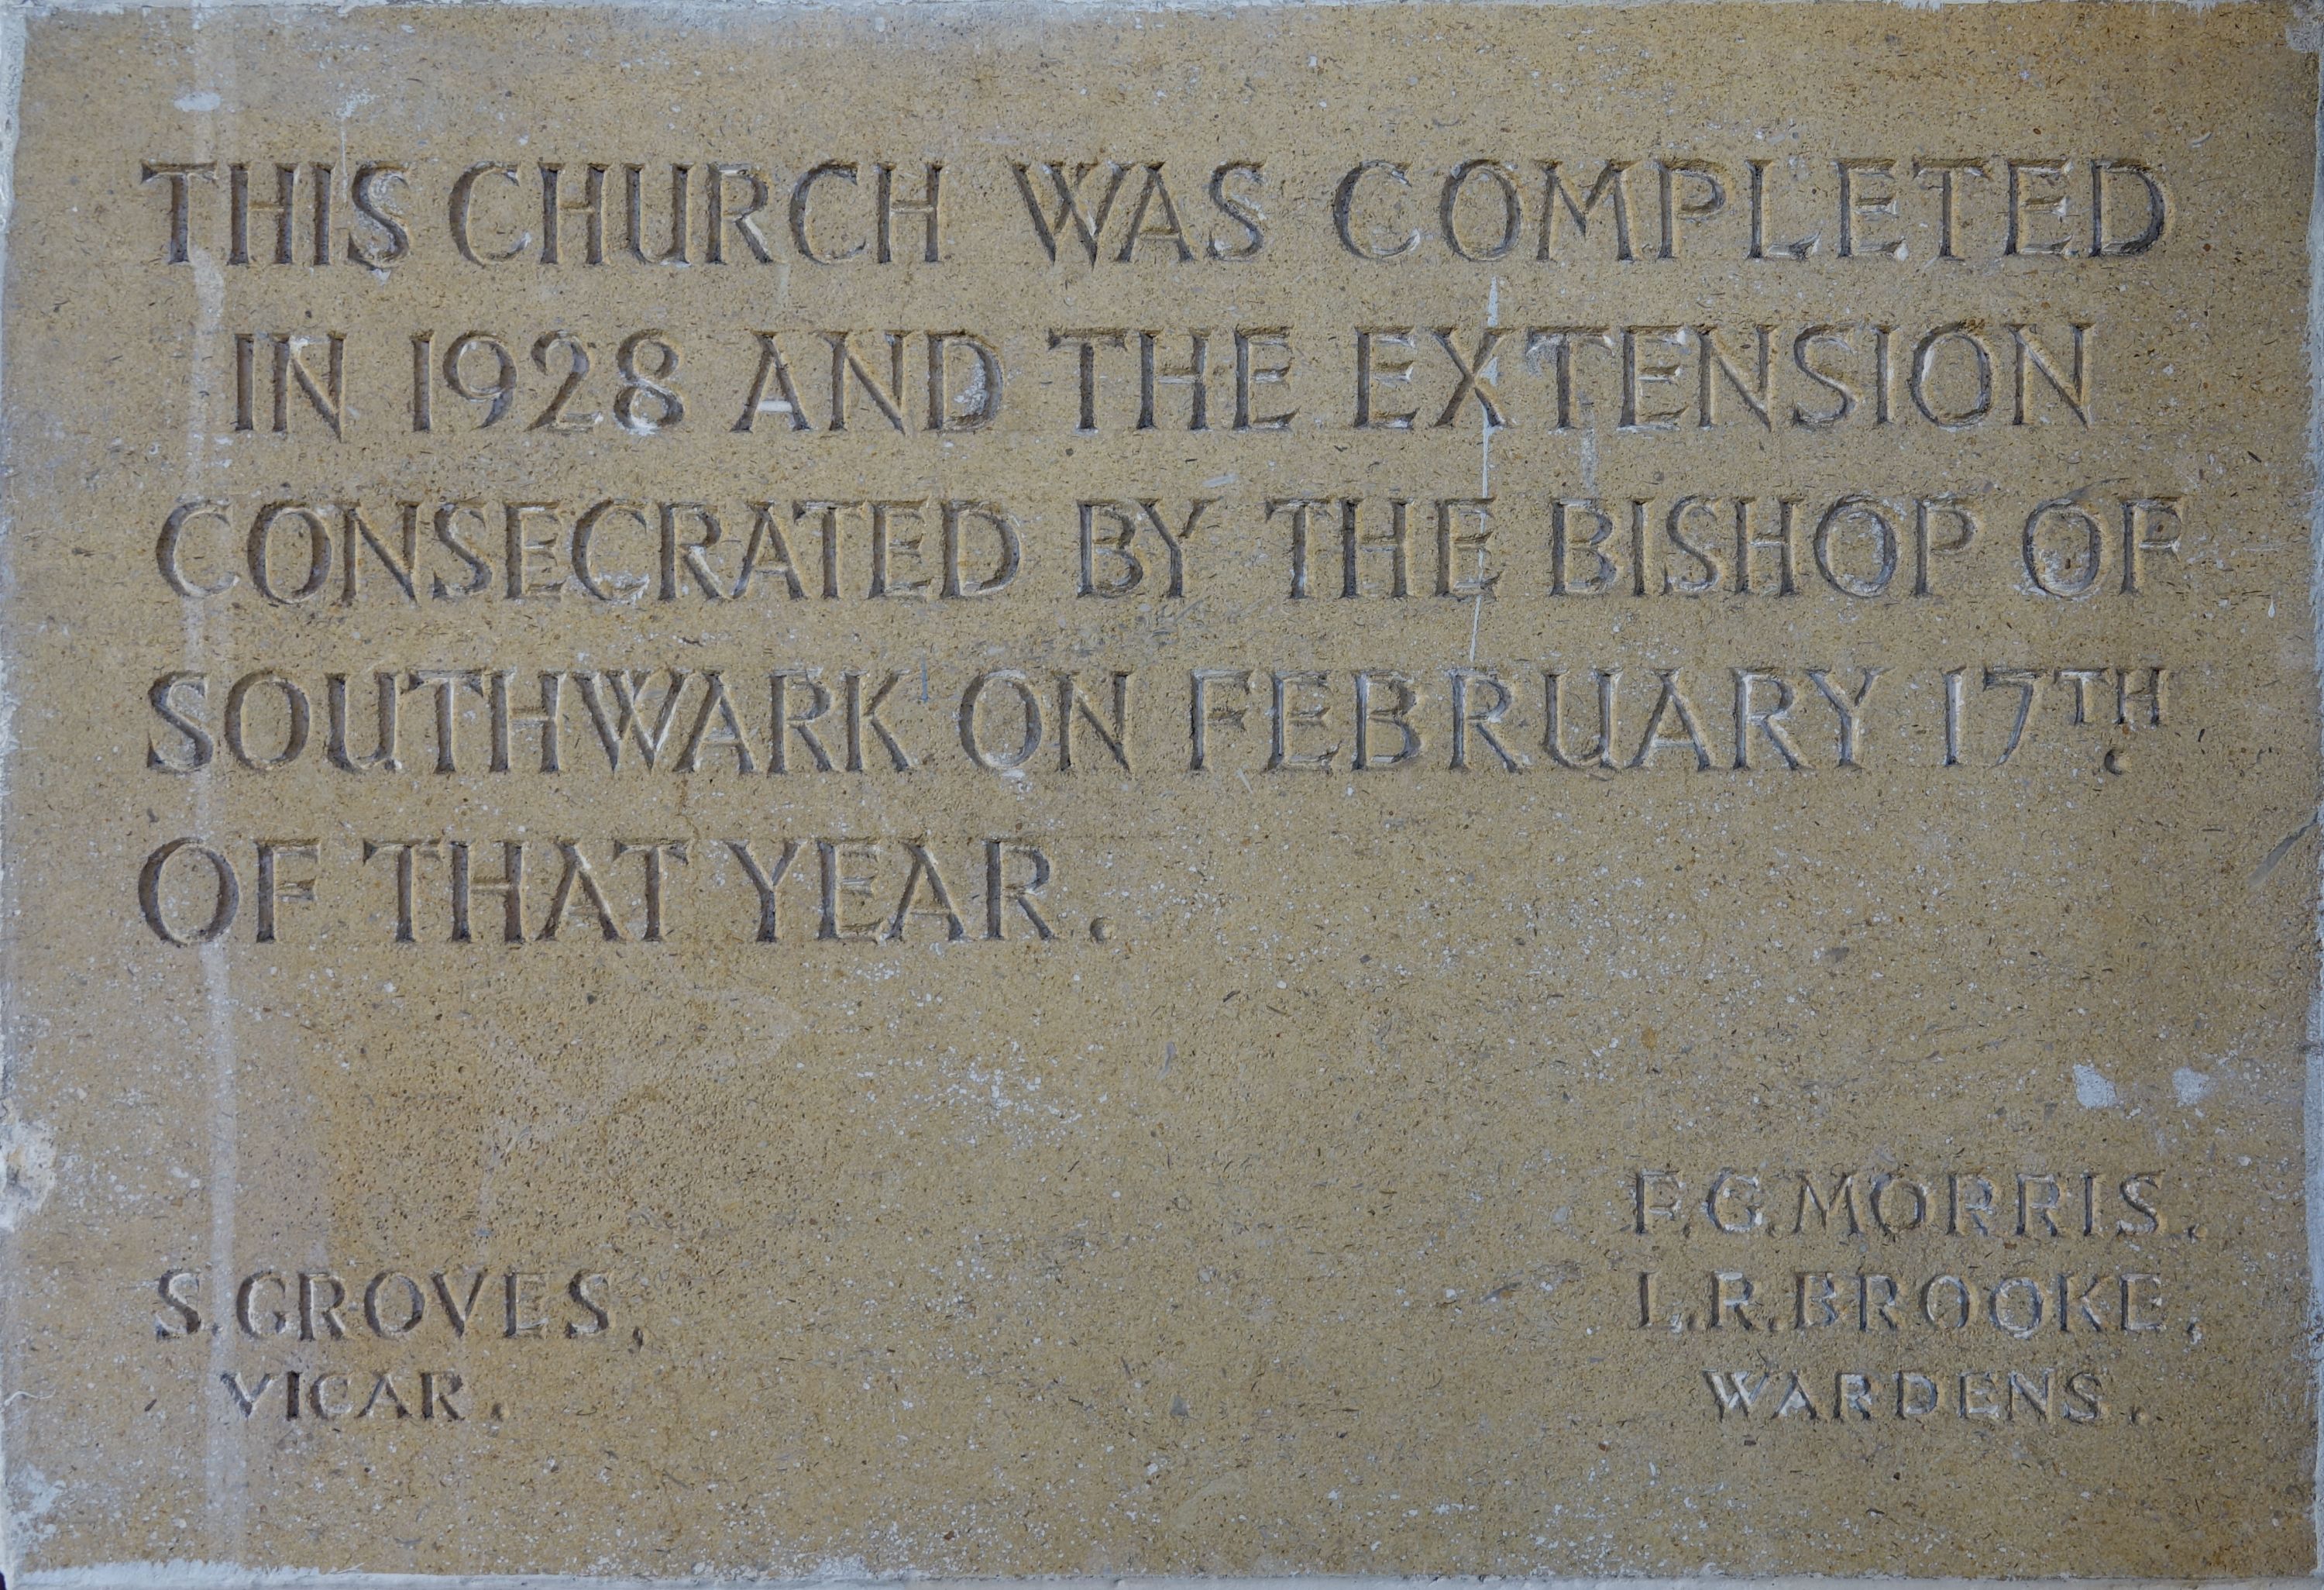 THIS CHURCH WAS COMPLETED
IN 1928 AND THE EXTENSION
CONSECRATED BY THE BISHOP OF
SOUTHWARK ON FEBRUARY 17TH.
OF THAT YEAR.
F.G.MORRIS.
S.GROVES,
L.R.BROOKE,
VICAR.
WARDENS.